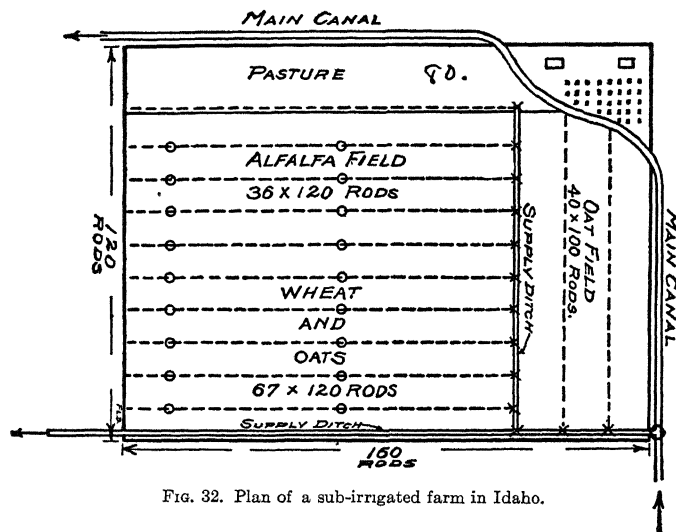 MAIN CANAL
PASTURE 80.
ALFALFA FIELD
36 X 120 RODS
120
RODS
SUPPLY DITCH
OAT FIELD
40 X 100 RODS.
MAIN CANAL
WHEAT
AND
OATS
67 X 120 RODS
SUPPLY DITCH
160
RODS
FIG. 32. Plan of a sub-irrigated farm in Idaho.